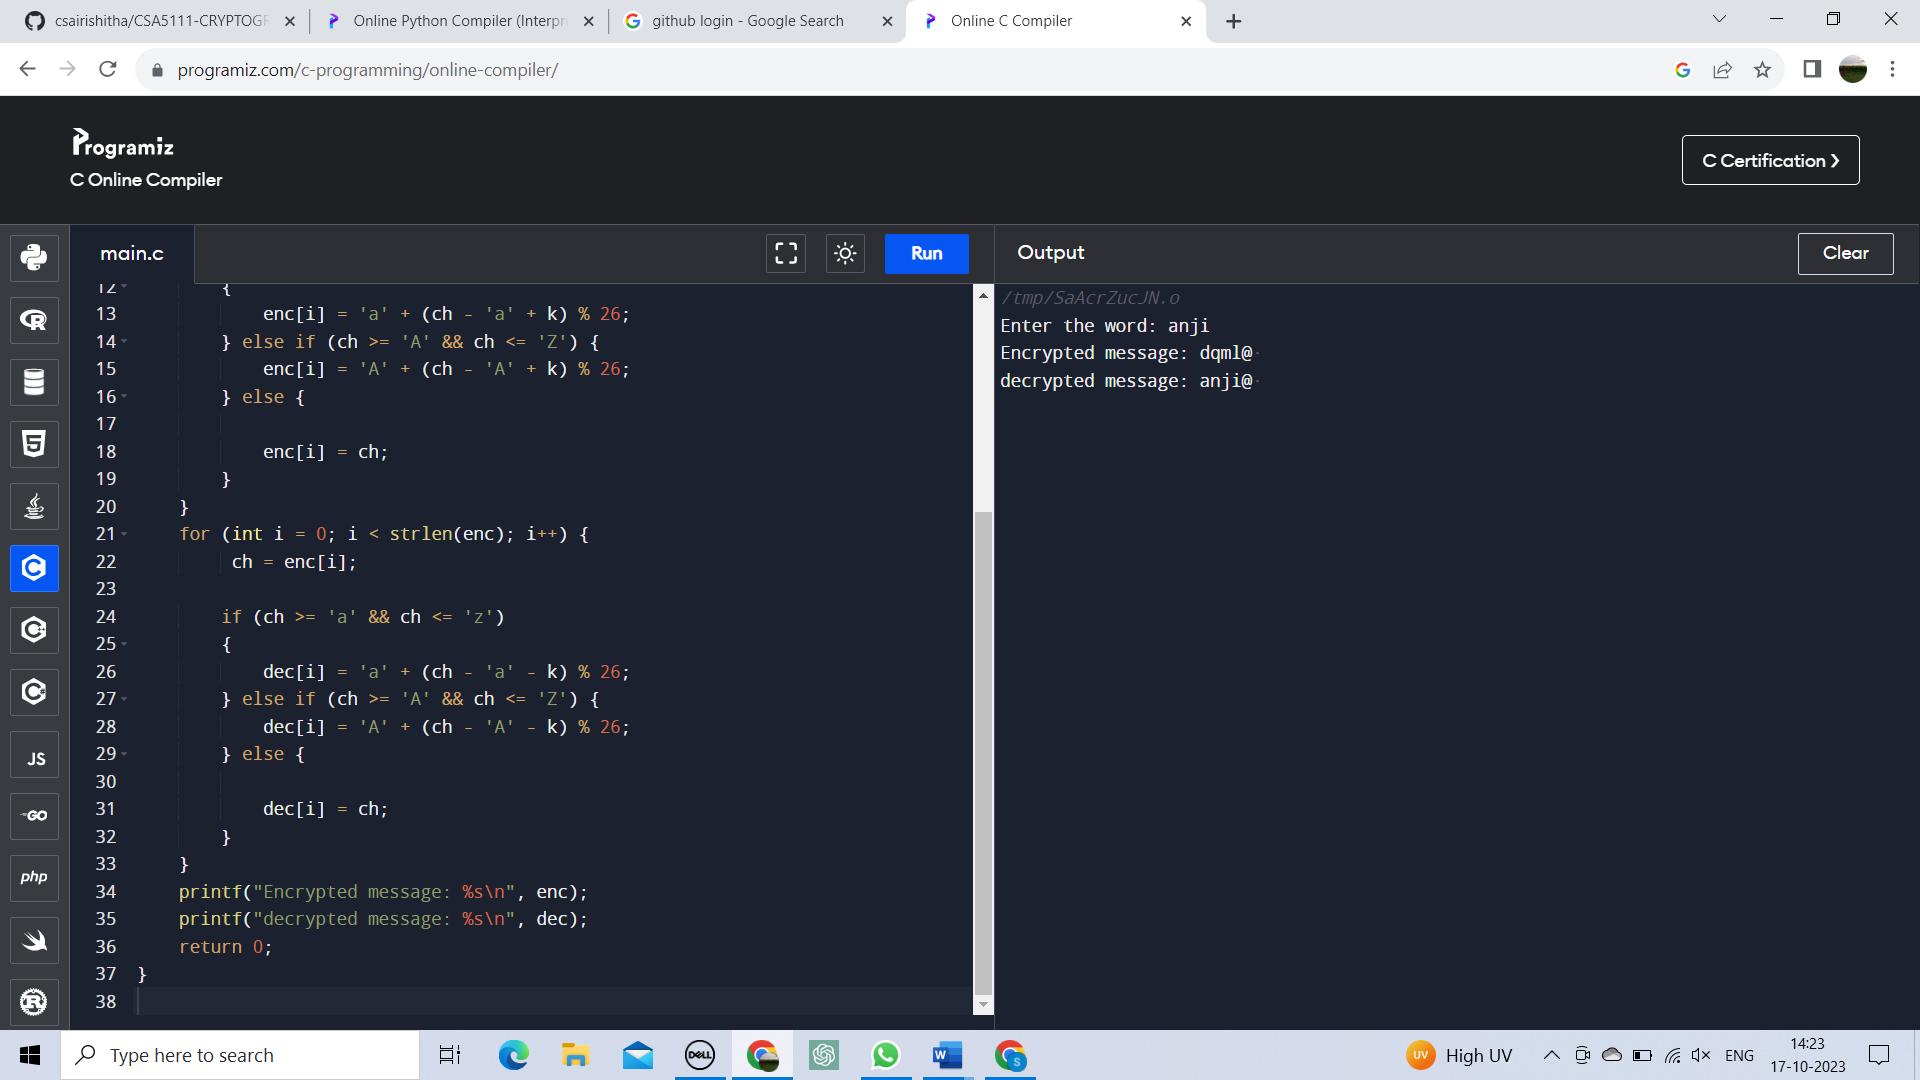 csairishitha/CSA5111-CRYPTOGR
Online Python Compiler (Interpre
github login - Google Search
Online C Compiler
programiz.com/c-programming/online-compiler/
Programiz
C Online Compiler
C Certification ❯
main.c
Run
Output
Clear
12 {
13 enc[i] = 'a' + (ch - 'a' + k) % 26;
14 } else if (ch >= 'A' && ch <= 'Z') {
15 enc[i] = 'A' + (ch - 'A' + k) % 26;
16 } else {
17
18 enc[i] = ch;
19 }
20 }
21 for (int i = 0; i < strlen(enc); i++) {
22 ch = enc[i];
23
24 if (ch >= 'a' && ch <= 'z')
25 {
26 dec[i] = 'a' + (ch - 'a' - k) % 26;
27 } else if (ch >= 'A' && ch <= 'Z') {
28 dec[i] = 'A' + (ch - 'A' - k) % 26;
29 } else {
30
31 dec[i] = ch;
32 }
33 }
34 printf("Encrypted message: %s\n", enc);
35 printf("decrypted message: %s\n", dec);
36 return 0;
37 }
38
/tmp/SaAcrZucJN.o
Enter the word: anji
Encrypted message: dqml@
decrypted message: anji@
JS
GO
php
Type here to search
DELL
W
S
UV
High UV
ENG
14:23
17-10-2023